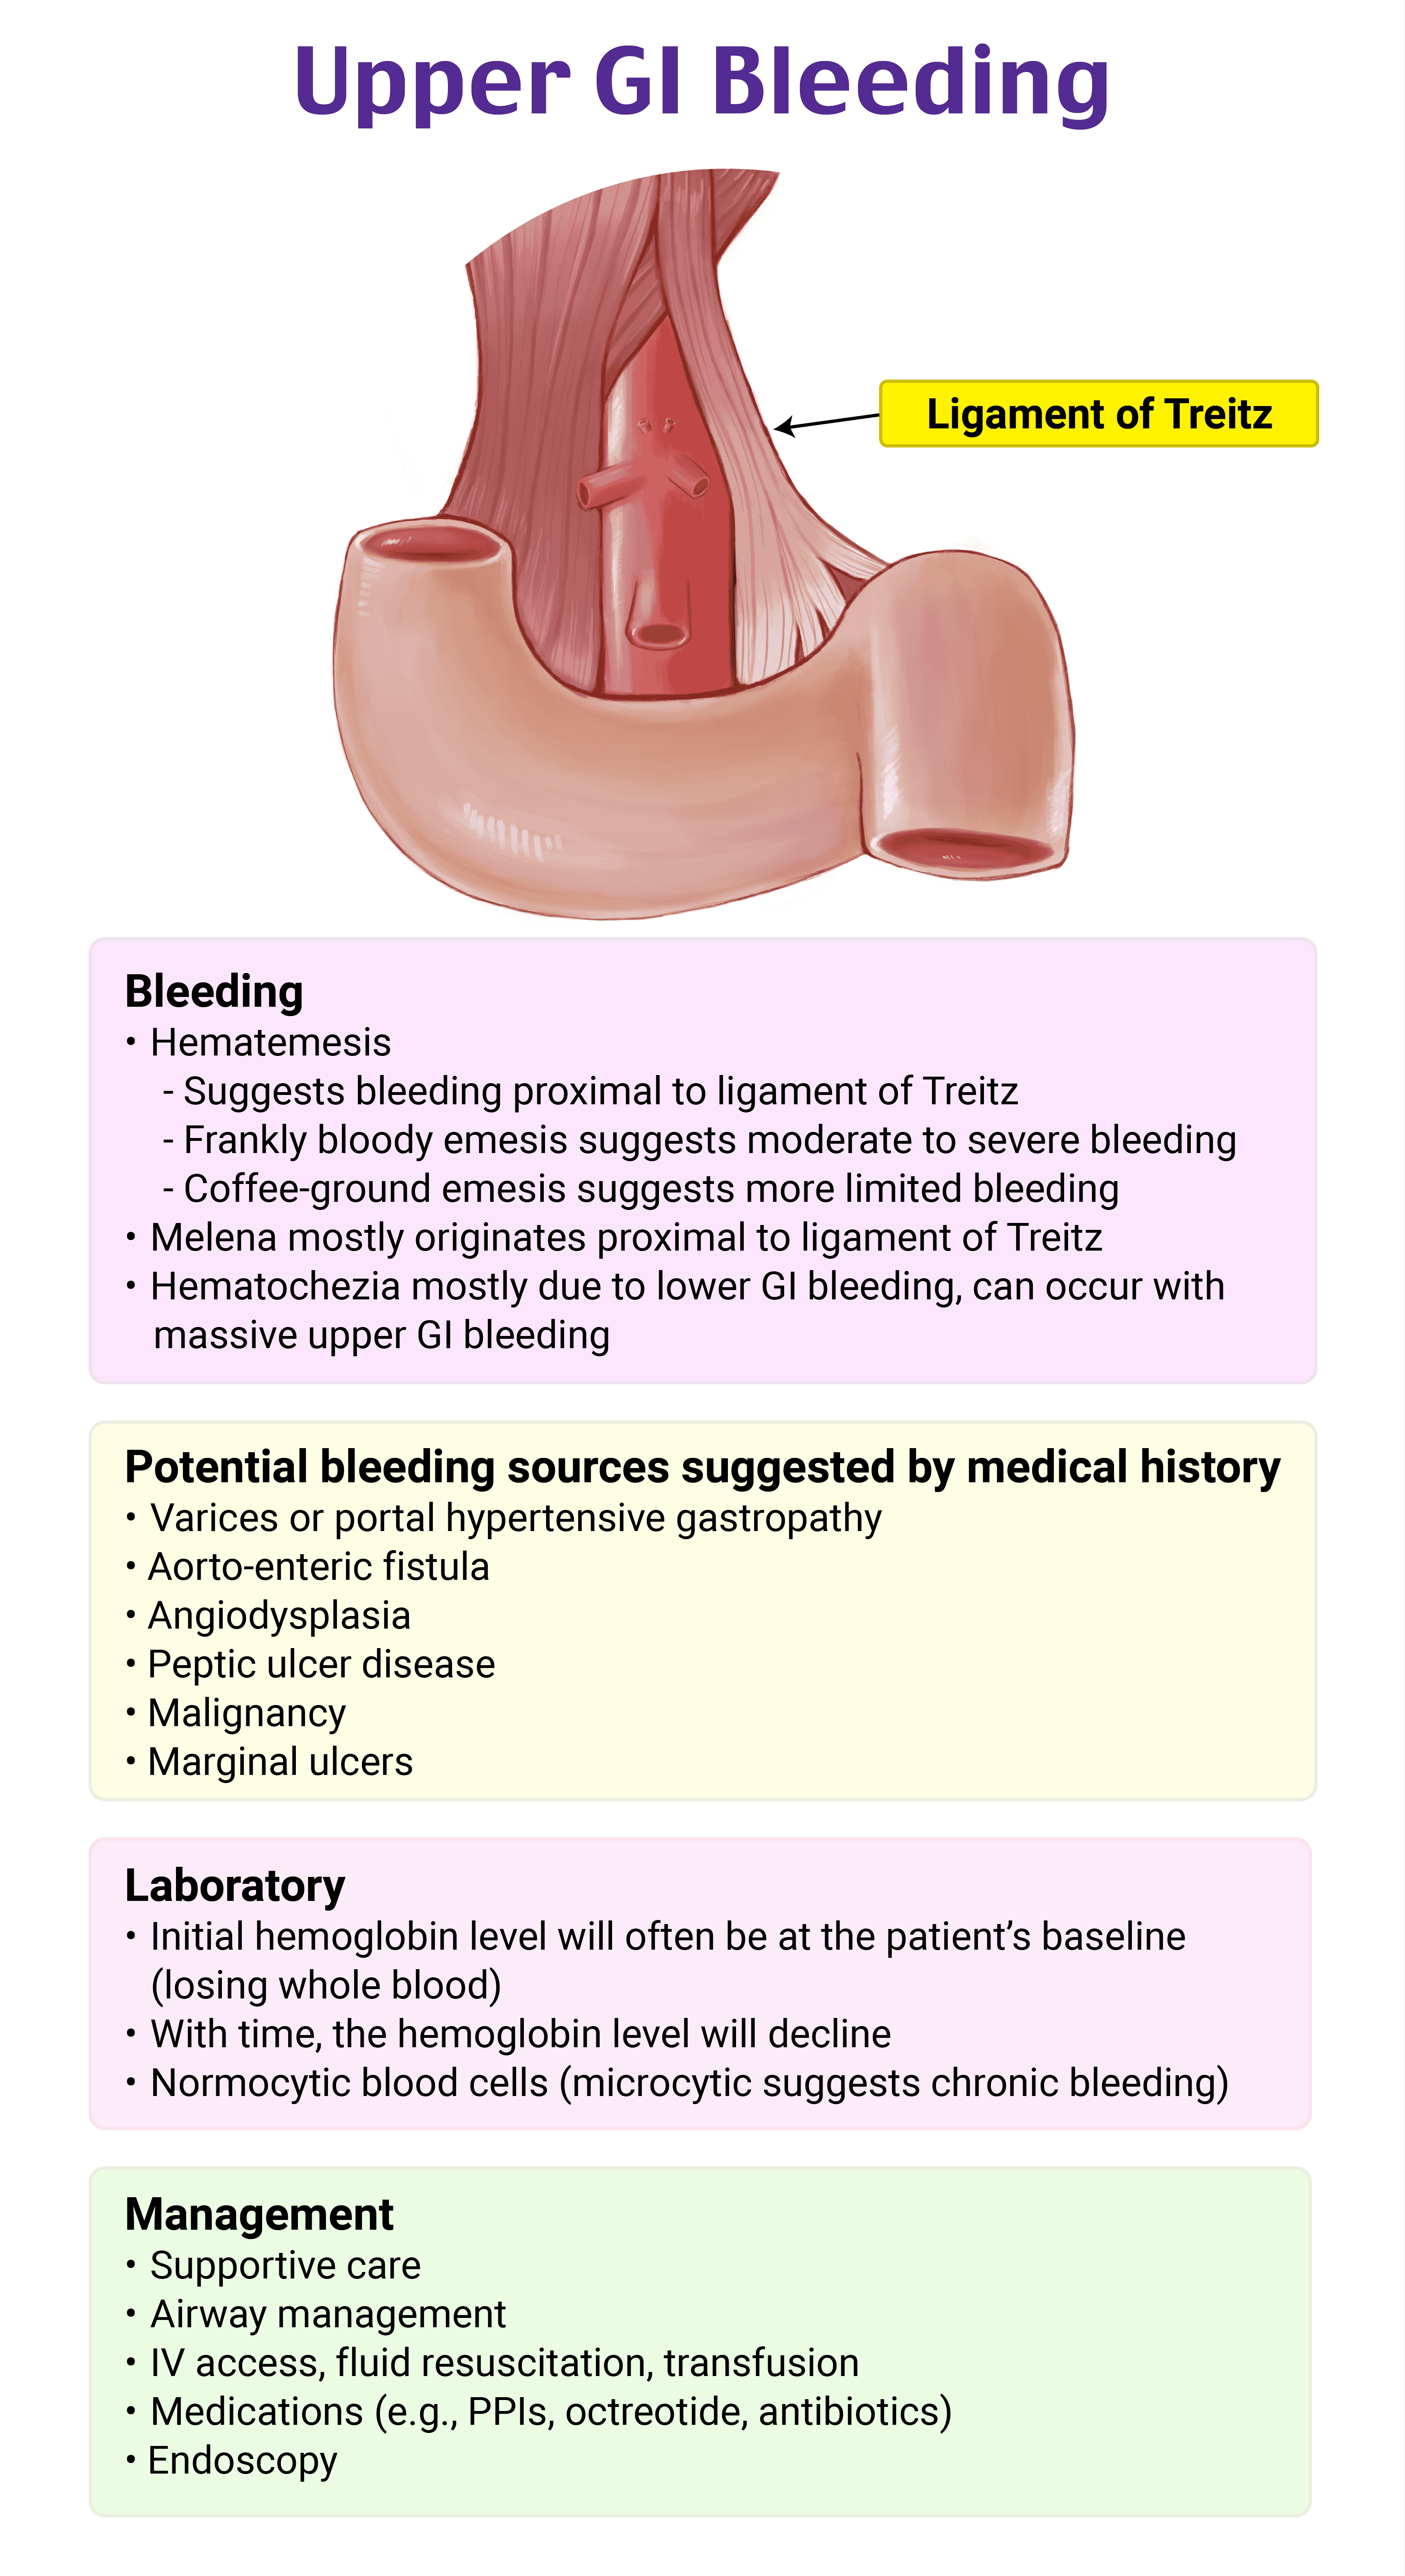 Upper GI Bleeding
Ligament of Treitz
Bleeding
• Hematemesis
- Suggests bleeding proximal to ligament of Treitz
- Frankly bloody emesis suggests moderate to severe bleeding
- Coffee-ground emesis suggests more limited bleeding
• Melena mostly originates proximal to ligament of Treitz
• Hematochezia mostly due to lower GI bleeding, can occur with
massive upper GI bleeding
Potential bleeding sources suggested by medical history
• Varices or portal hypertensive gastropathy
• Aorto-enteric fistula
• Angiodysplasia
• Peptic ulcer disease
• Malignancy
• Marginal ulcers
Laboratory
• Initial hemoglobin level will often be at the patient’s baseline
(losing whole blood)
• With time, the hemoglobin level will decline
• Normocytic blood cells (microcytic suggests chronic bleeding)
Management
• Supportive care
• Airway management
• IV access, fluid resuscitation, transfusion
• Medications (e.g., PPIs, octreotide, antibiotics)
• Endoscopy